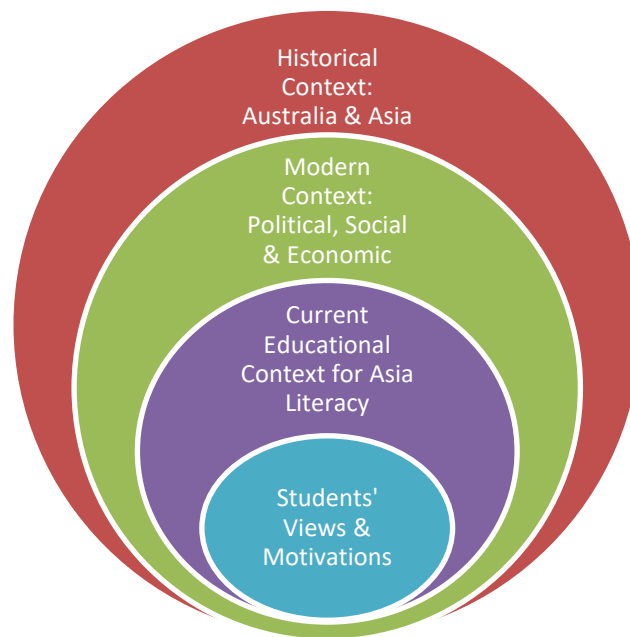 Historical
Context:
Australia & Asia
Modern
Context:
Political, Social
& Economic
Current
Educational
Context for Asia
Literacy
Students'
Views &
Motivations